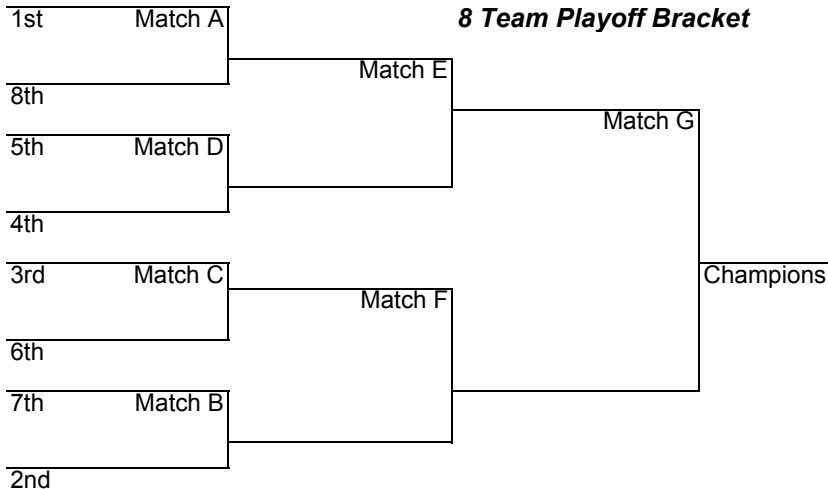 8 Team Playoff Bracket
1st Match A
Match E
8th
Match G
5th Match D
4th
3rd Match C
Champions
Match F
6th
7th Match B
2nd